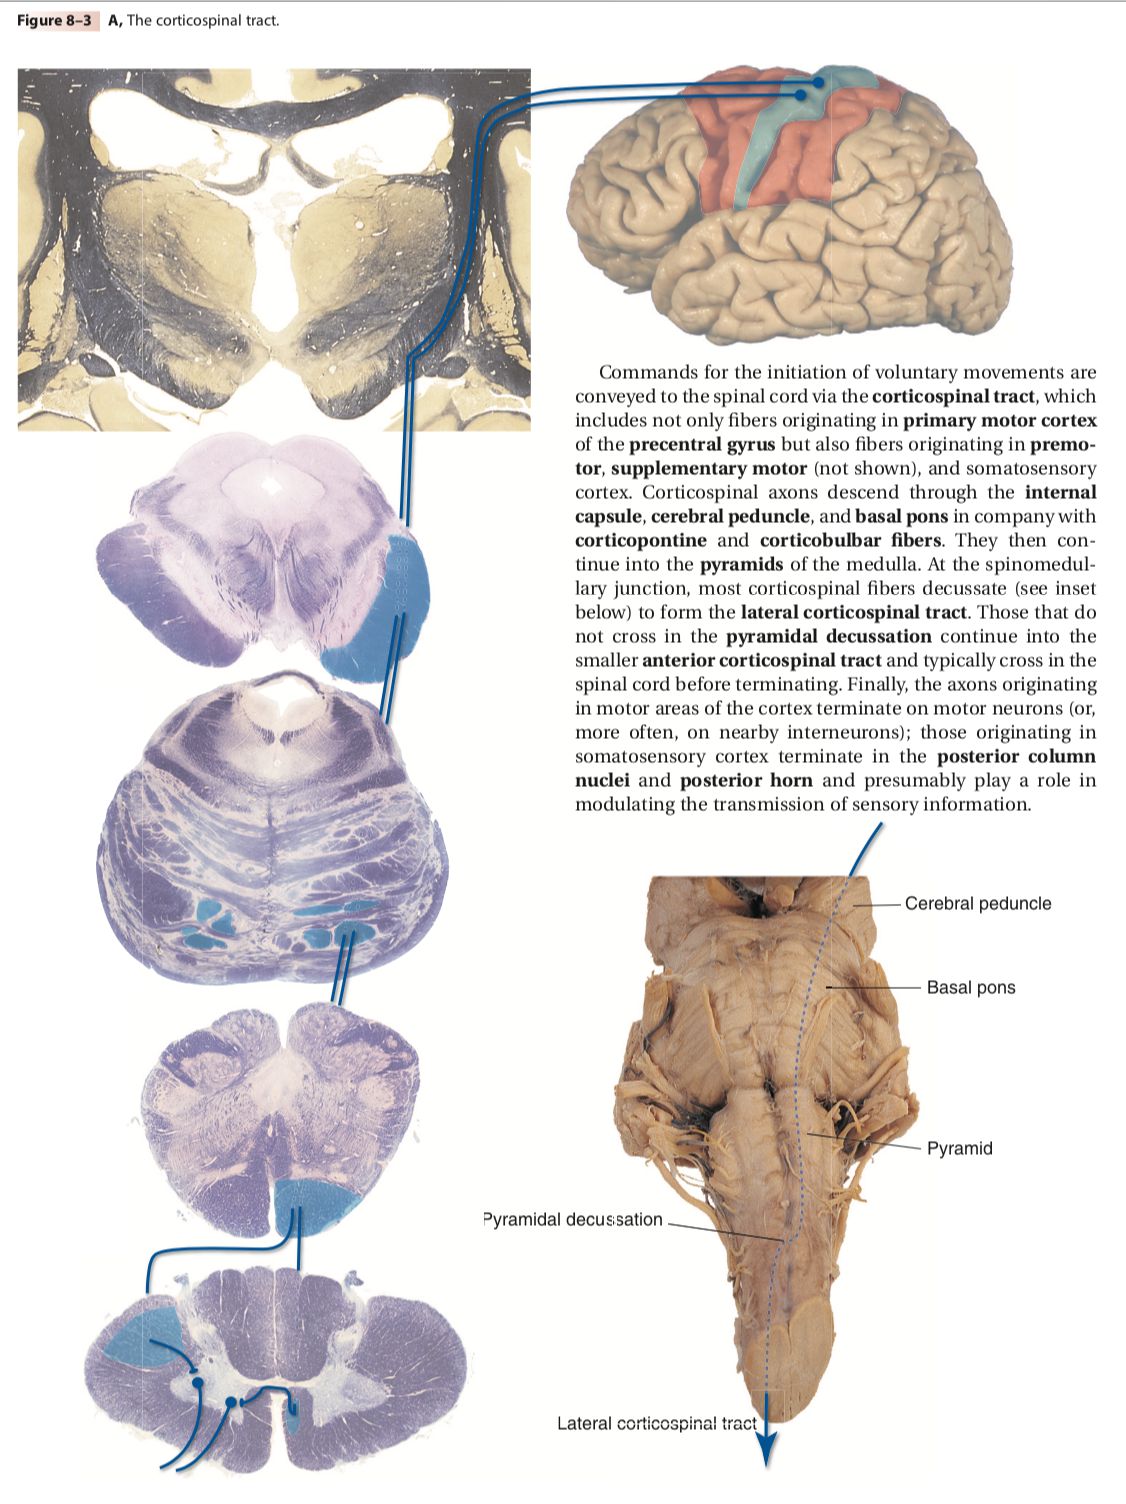 Figure 8–3 A, The corticospinal tract.
Commands for the initiation of voluntary movements are
conveyed to the spinal cord via the corticospinal tract, which
includes not only fibers originating in primary motor cortex
of the precentral gyrus but also fibers originating in premo-
tor, supplementary motor (not shown), and somatosensory
cortex. Corticospinal axons descend through the internal
capsule, cerebral peduncle, and basal pons in company with
corticopontine and corticobulbar fibers. They then con-
tinue into the pyramids of the medulla. At the spinomedul-
lary junction, most corticospinal fibers decussate (see inset
below) to form the lateral corticospinal tract. Those that do
not cross in the pyramidal decussation continue into the
smaller anterior corticospinal tract and typically cross in the
spinal cord before terminating. Finally, the axons originating
in motor areas of the cortex terminate on motor neurons (or,
more often, on nearby interneurons); those originating in
somatosensory cortex terminate in the posterior column
nuclei and posterior horn and presumably play a role in
modulating the transmission of sensory information.
Cerebral peduncle
Basal pons
Pyramid
Pyramidal decussation
Lateral corticospinal tract